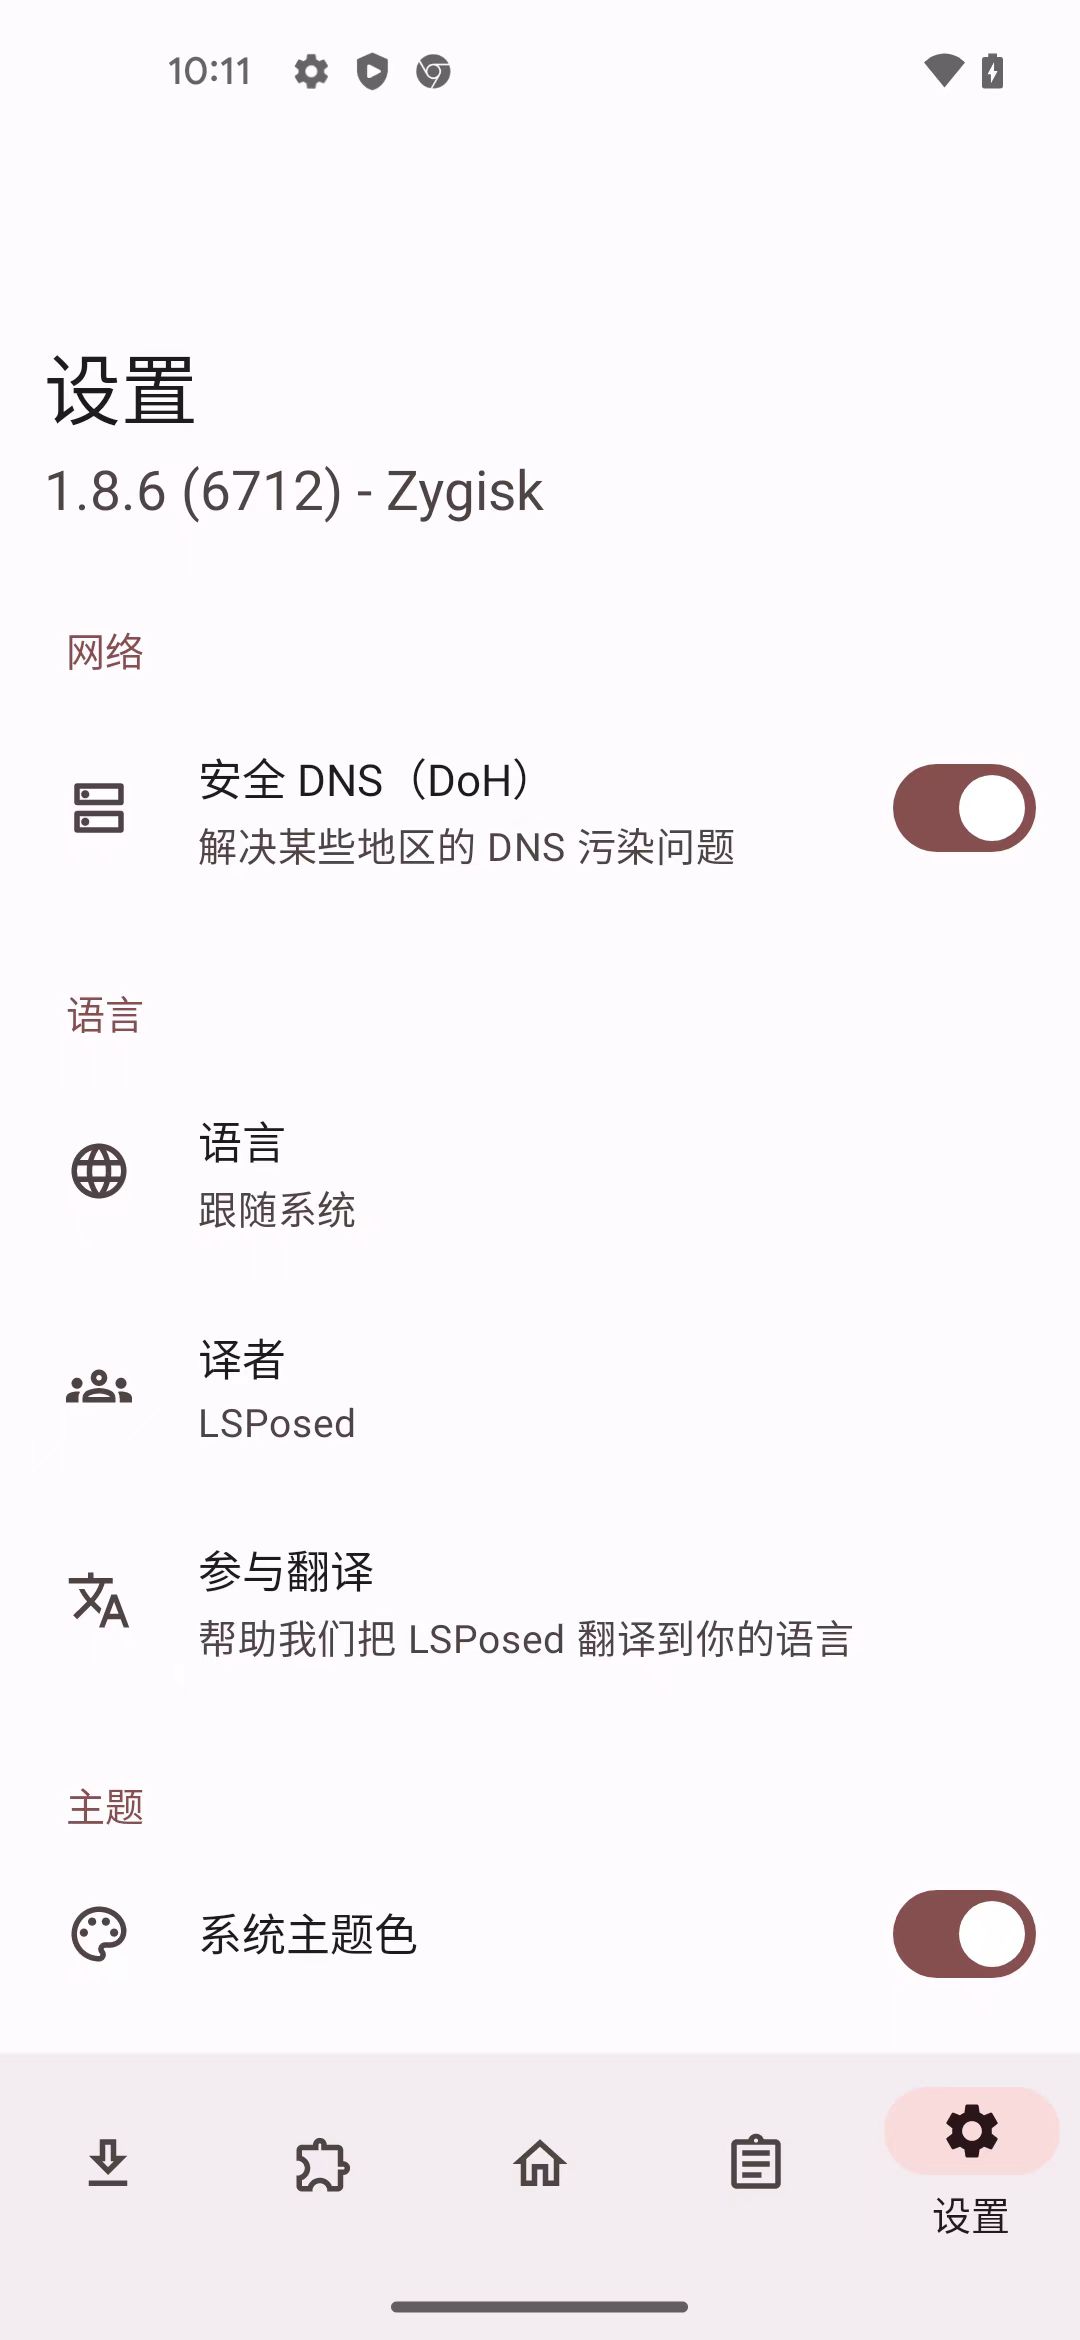 10:11
设置
1.8.6 (6712) - Zygisk
网络
安全 DNS（DoH）
解决某些地区的 DNS 污染问题
语言
语言
跟随系统
译者
LSPosed
参与翻译
帮助我们把 LSPosed 翻译到你的语言
主题
系统主题色
设置